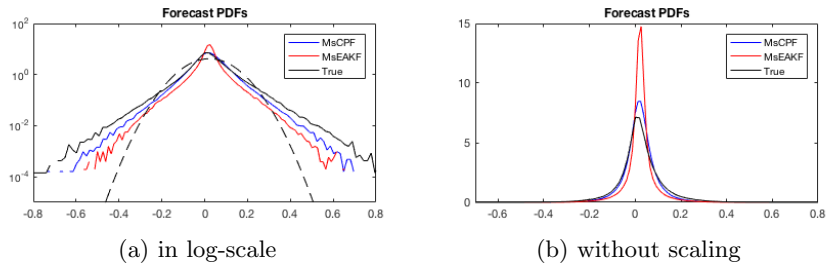 Forecast PDFs
10^2
10^0
10^-2
10^-4
MsCPF
MsEAKF
True
-0.8 -0.6 -0.4 -0.2 0 0.2 0.4 0.6 0.8
(a) in log-scale
Forecast PDFs
15
10
5
0
MsCPF
MsEAKF
True
-0.6 -0.4 -0.2 0 0.2 0.4 0.6 0.8
(b) without scaling